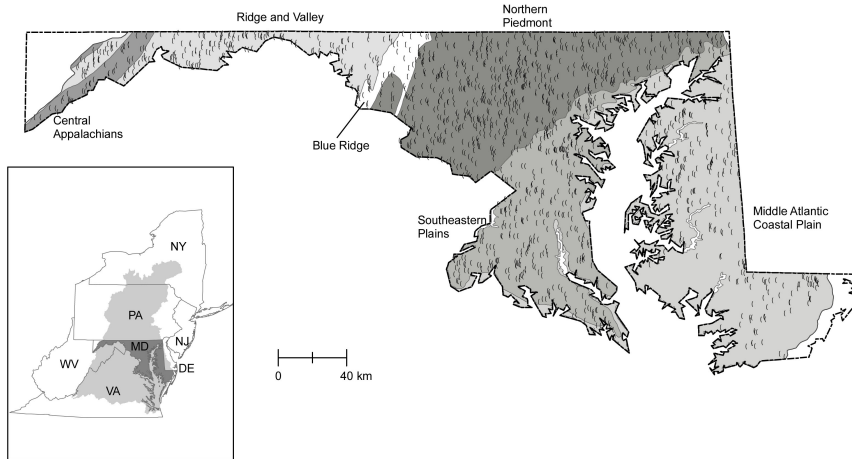 Ridge and Valley
Northern
Piedmont
Central
Appalachians
Blue Ridge
Southeastern
Plains
Middle Atlantic
Coastal Plain
NY
PA
NJ
MD
WV
DE
VA
0
40 km